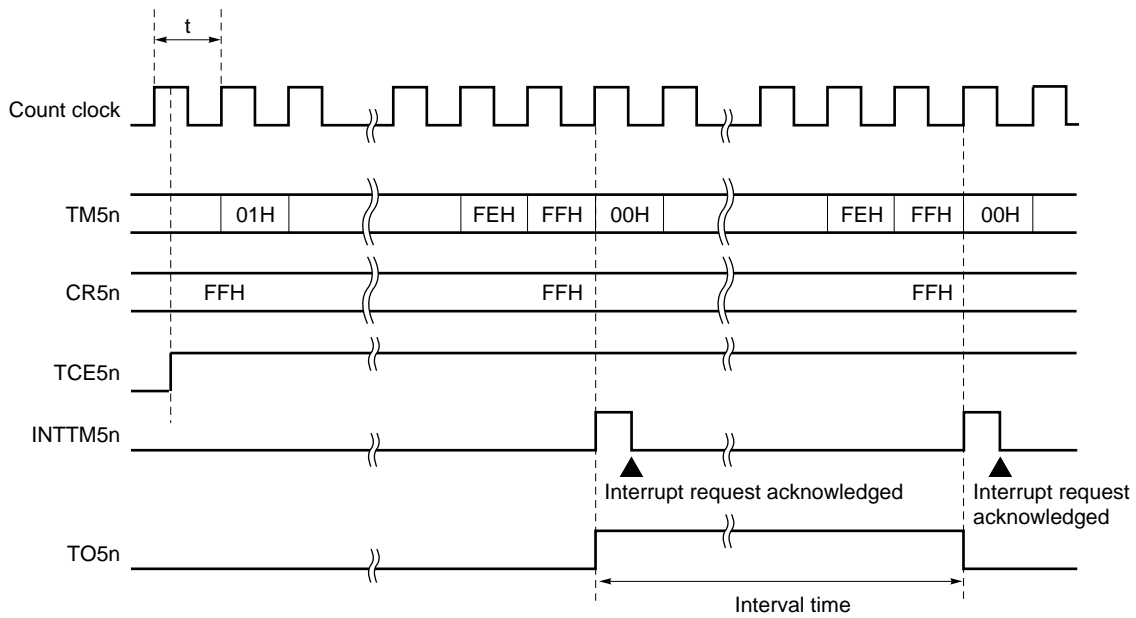 t
Count clock
TM5n 01H FEH FFH 00H FEH FFH 00H
CR5n FFH FFH FFH
TCE5n
INTTM5n
Interrupt request acknowledged
Interrupt request
acknowledged
TO5n
Interval time